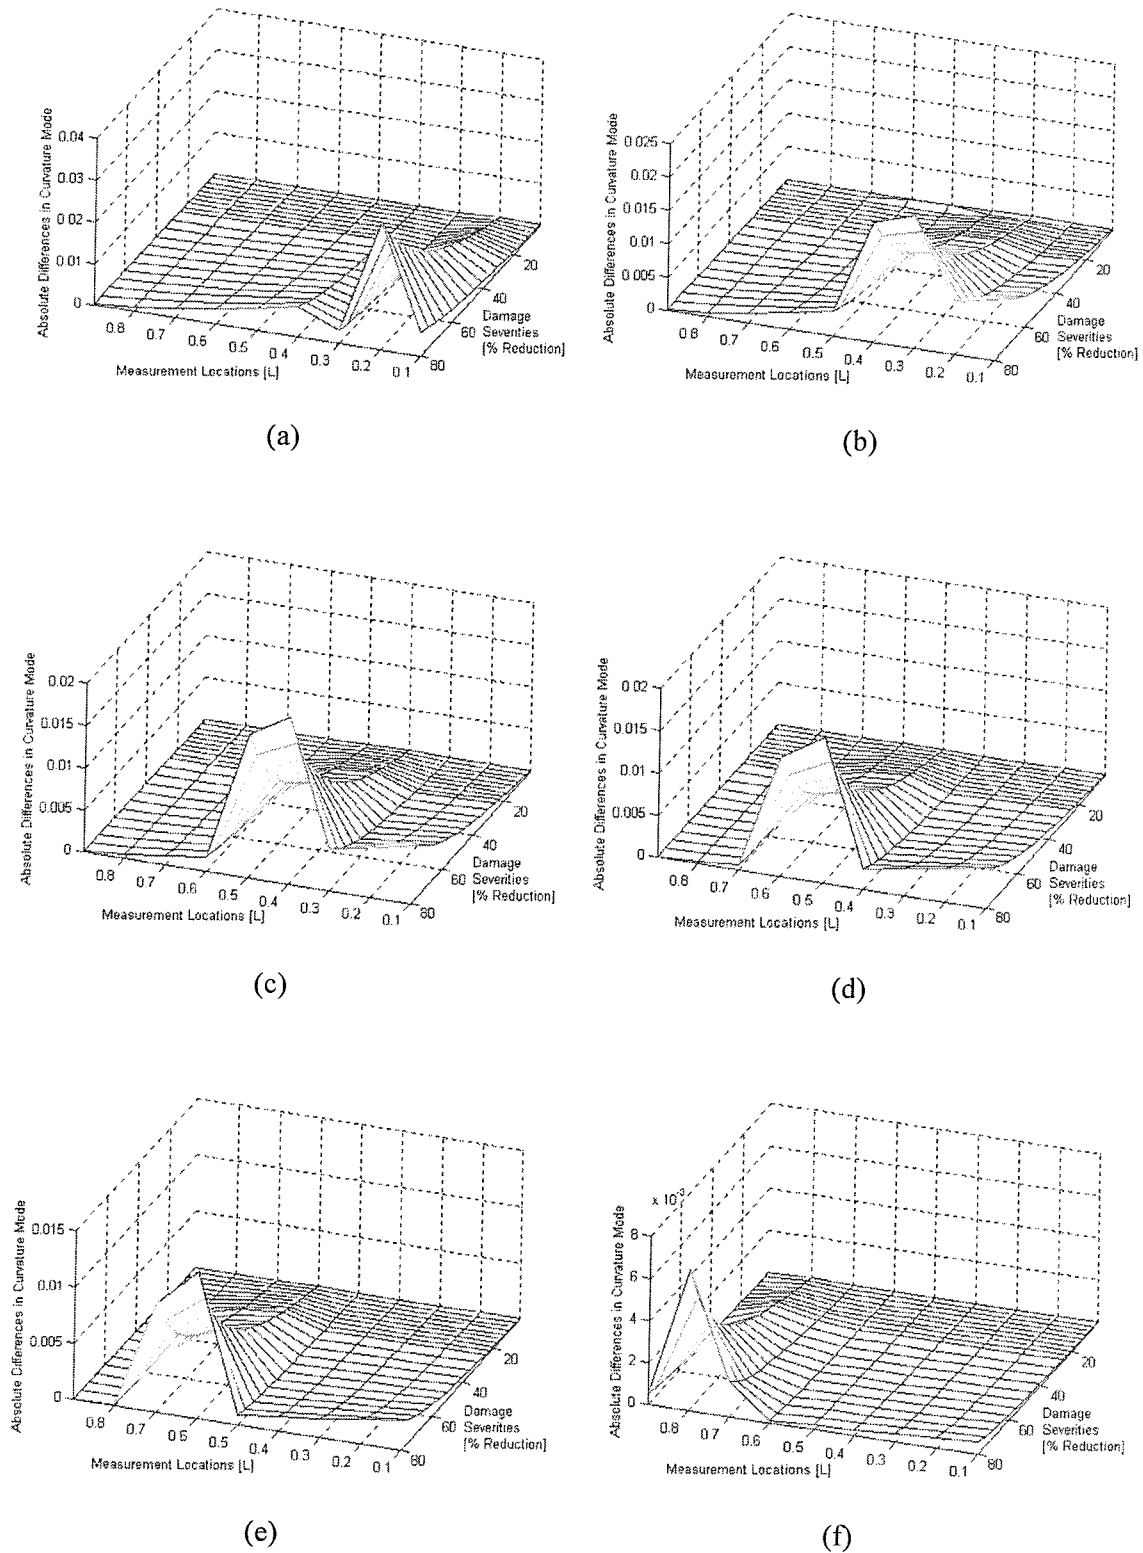 Absolute Differences in Curvature Mode
0.04
0.03
0.02
0.01
0
0.8
0.7
0.6
0.5
0.4
0.3
0.2
0.1
Measurement Locations [L]
20
40
60
80
Damage
Severities
[% Reduction]
(a)
Absolute Differences in Curvature Mode
0.025
0.02
0.015
0.01
0.005
0
0.8
0.7
0.6
0.5
0.4
0.3
0.2
0.1
Measurement Locations [L]
20
40
60
80
Damage
Severities
[% Reduction]
(b)
Absolute Differences in Curvature Mode
0.02
0.015
0.01
0.005
0
0.8
0.7
0.6
0.5
0.4
0.3
0.2
0.1
Measurement Locations [L]
20
40
60
80
Damage
Severities
[% Reduction]
(c)
Absolute Differences in Curvature Mode
0.02
0.015
0.01
0.005
0
0.8
0.7
0.6
0.5
0.4
0.3
0.2
0.1
Measurement Locations [L]
20
40
60
80
Damage
Severities
[% Reduction]
(d)
Absolute Differences in Curvature Mode
0.015
0.01
0.005
0
0.8
0.7
0.6
0.5
0.4
0.3
0.2
0.1
Measurement Locations [L]
20
40
60
80
Damage
Severities
[% Reduction]
(e)
Absolute Differences in Curvature Mode
x 10⁻³
8
6
4
2
0
0.8
0.7
0.6
0.5
0.4
0.3
0.2
0.1
Measurement Locations [L]
20
40
60
80
Damage
Severities
[% Reduction]
(f)